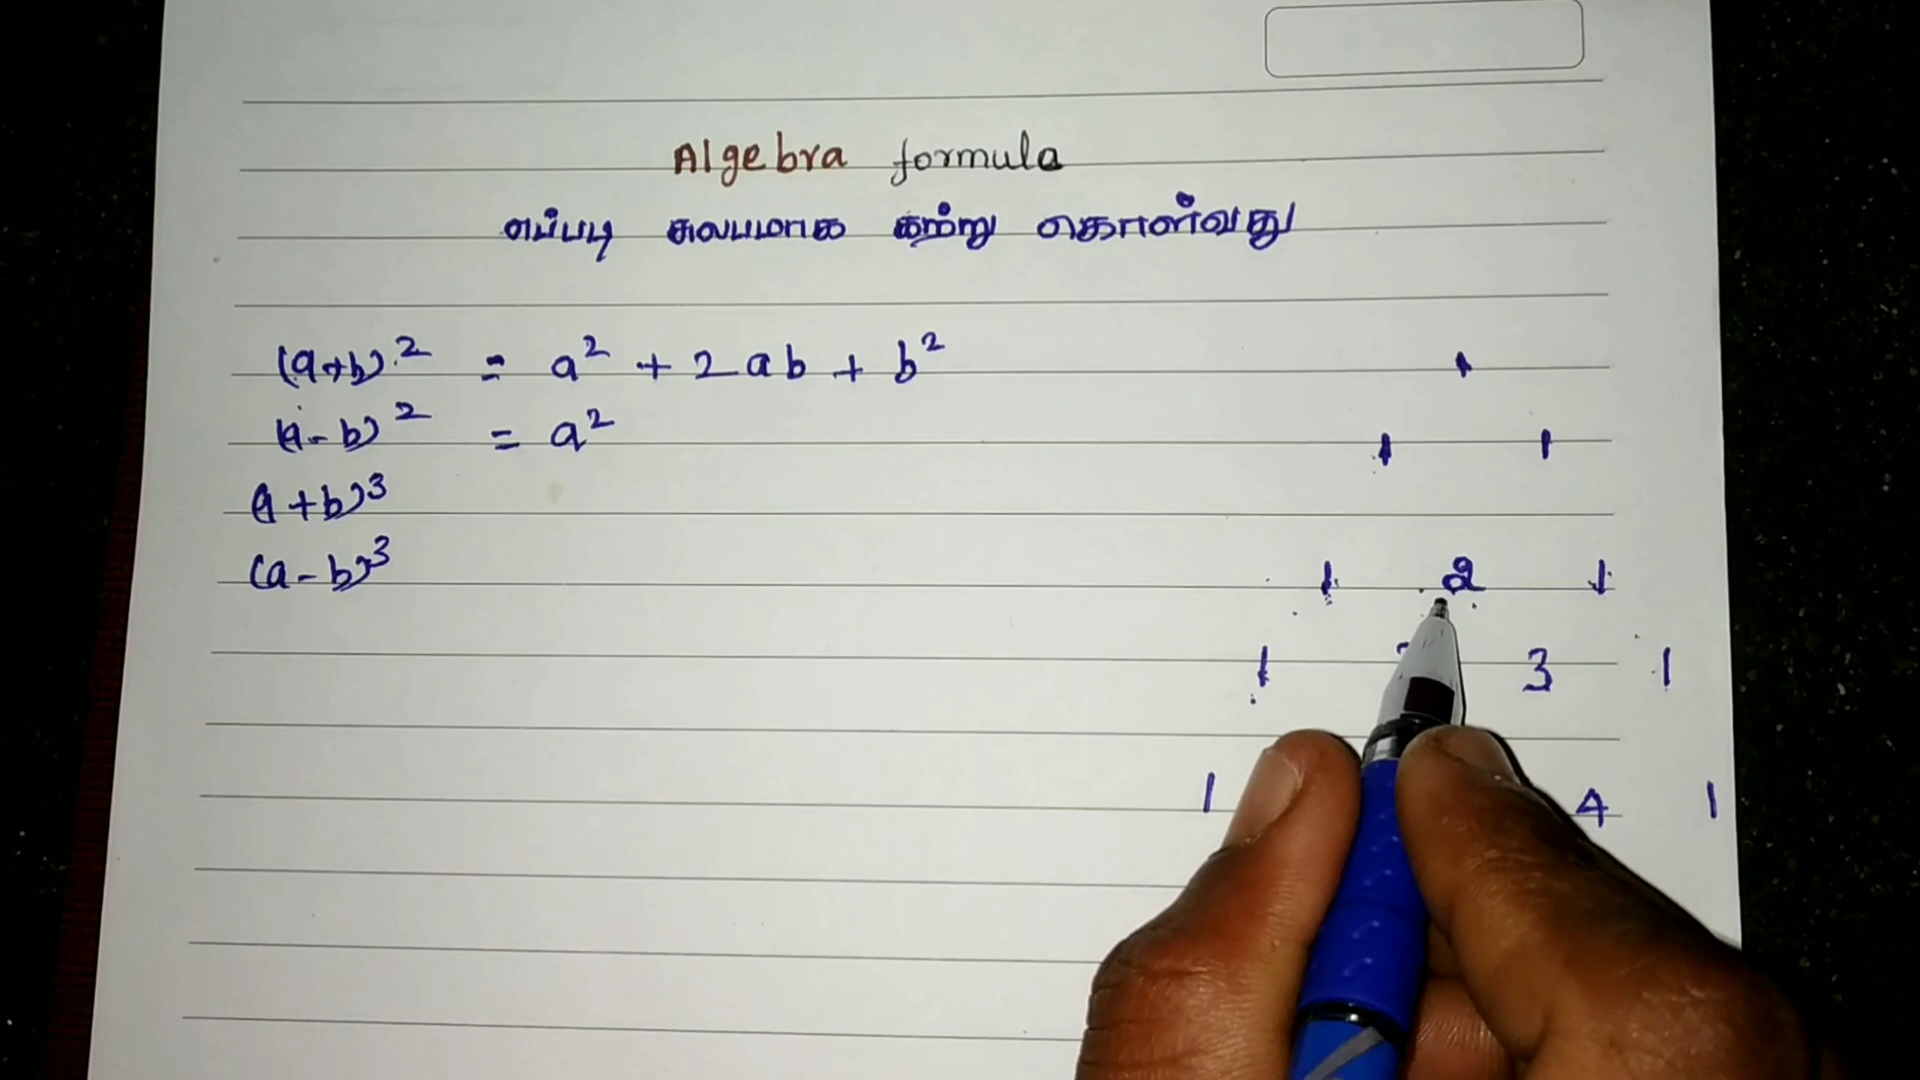 Algebra formula
எப்படி சுலபமாக கற்று கொள்வது
(a+b)² = a² + 2ab + b²
(a-b)² = a²
(a+b)³
(a-b)³
1
1 1
1 2 1
1 3 1
1 4 1